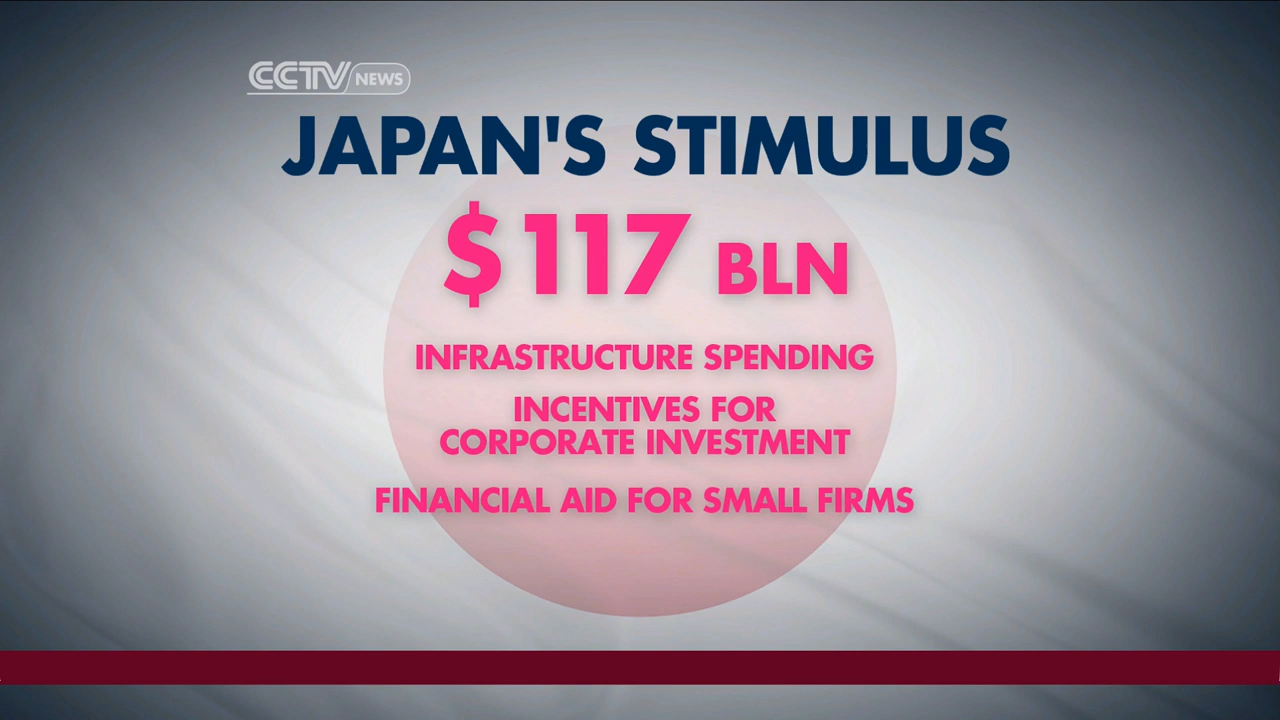 CCTV NEWS
JAPAN'S STIMULUS
$117 BLN
INFRASTRUCTURE SPENDING
INCENTIVES FOR
CORPORATE INVESTMENT
FINANCIAL AID FOR SMALL FIRMS